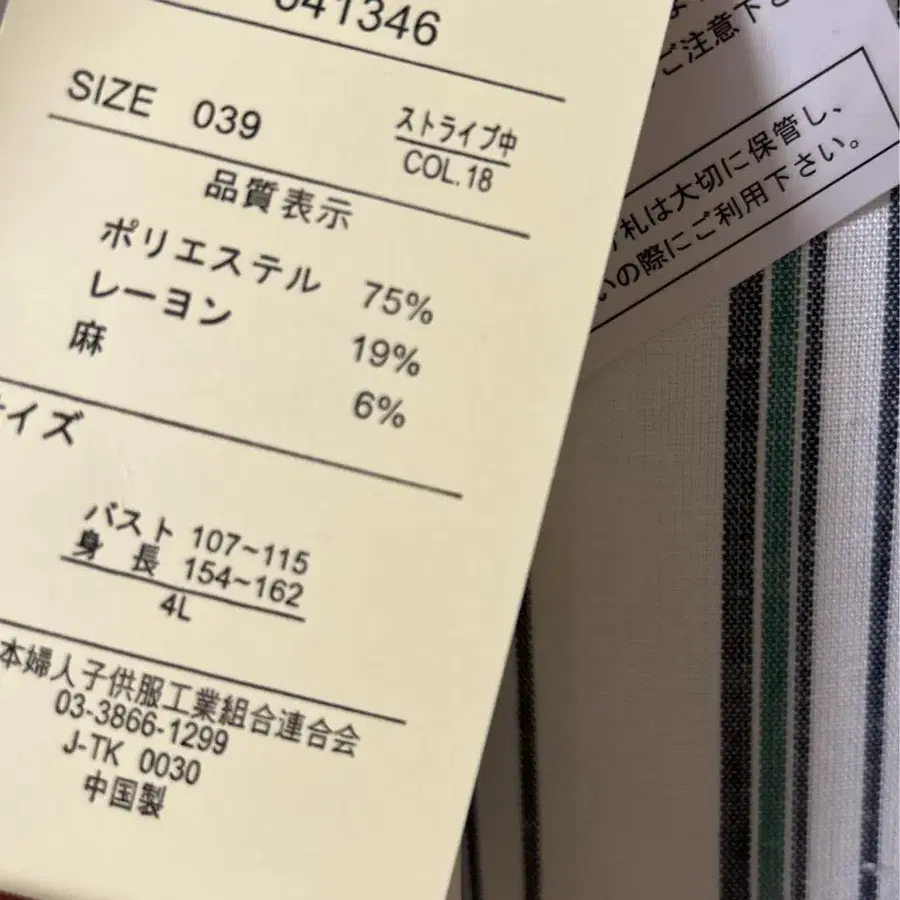 041346
SIZE 039
ストライプ中
COL.18
品質表示
ポリエステル 75%
レーヨン 19%
麻 6%
イズ
バスト 107~115
身 長 154~162
4L
本婦人子供服工業組合連合会
03-3866-1299
J-TK 0030
中国製
ご注意下さ
札は大切に保管し、
いの際にご利用下さい。